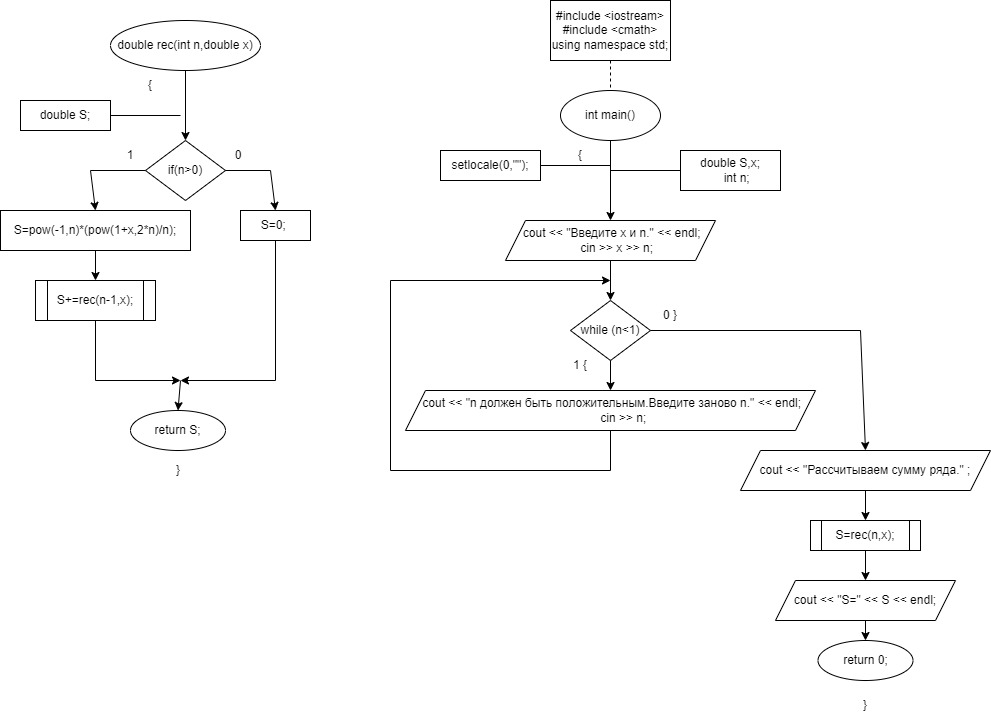 double rec(int n,double x)
{
double S;
if(n>0)
1
0
S=pow(-1,n)*(pow(1+x,2*n)/n);
S=0;
S+=rec(n-1,x);
return S;
}
#include <iostream>
#include <cmath>
using namespace std;
int main()
{
setlocale(0,"");
double S,x;
int n;
cout << "Введите x и n." << endl;
cin >> x >> n;
while (n<1)
0 }
1 {
cout << "n должен быть положительным.Введите заново n." << endl;
cin >> n;
cout << "Рассчитываем сумму ряда." ;
S=rec(n,x);
cout << "S=" << S << endl;
return 0;
}